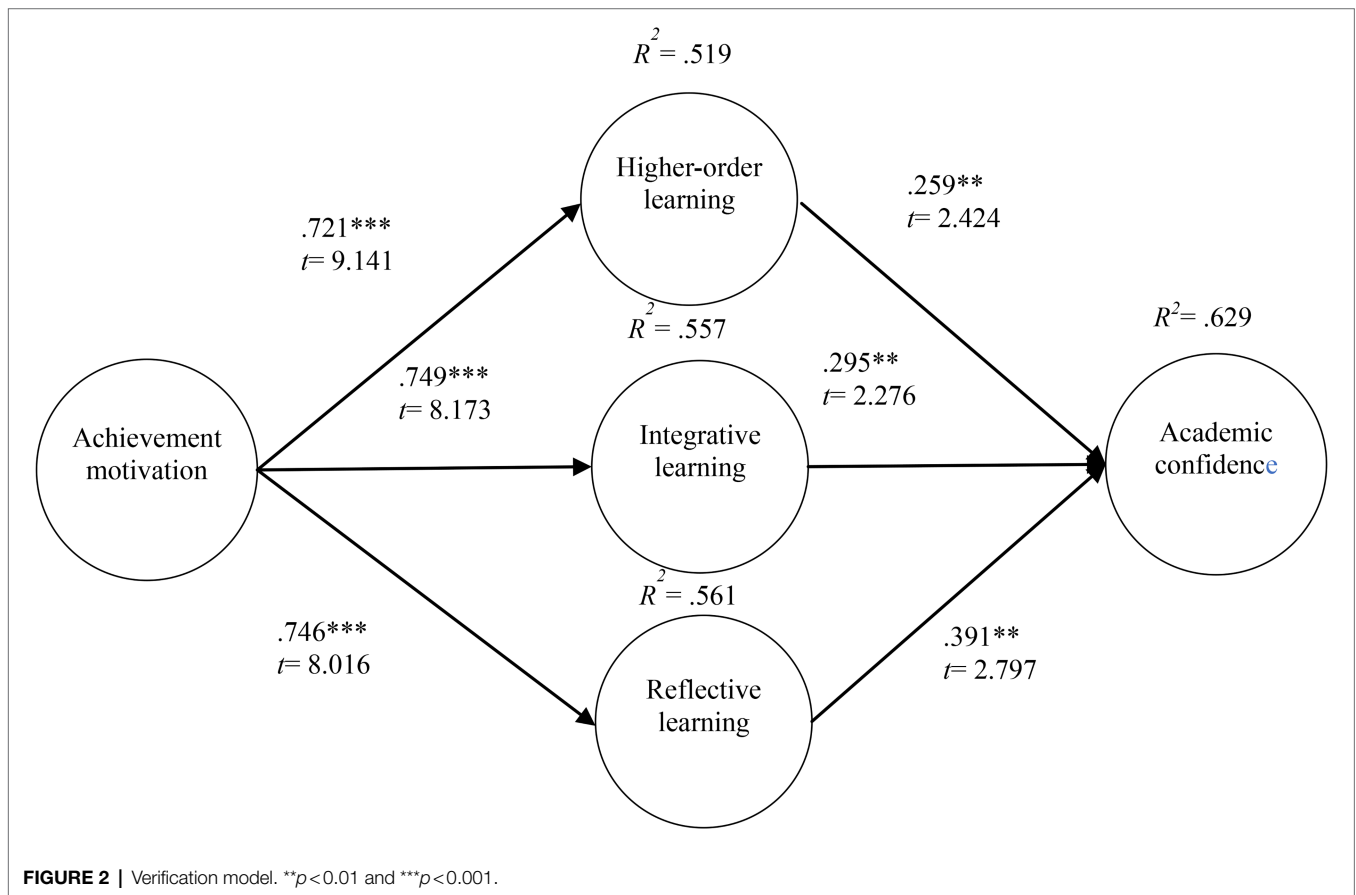 R² = .519
Higher-order
learning
.259**
t= 2.424
.721***
t= 9.141
R² = .557
R²= .629
.749***
t= 8.173
.295**
t= 2.276
Achievement
motivation
Integrative
learning
Academic
confidence
R² = .561
.746***
t= 8.016
.391**
t= 2.797
Reflective
learning
FIGURE 2 | Verification model. **p<0.01 and ***p<0.001.